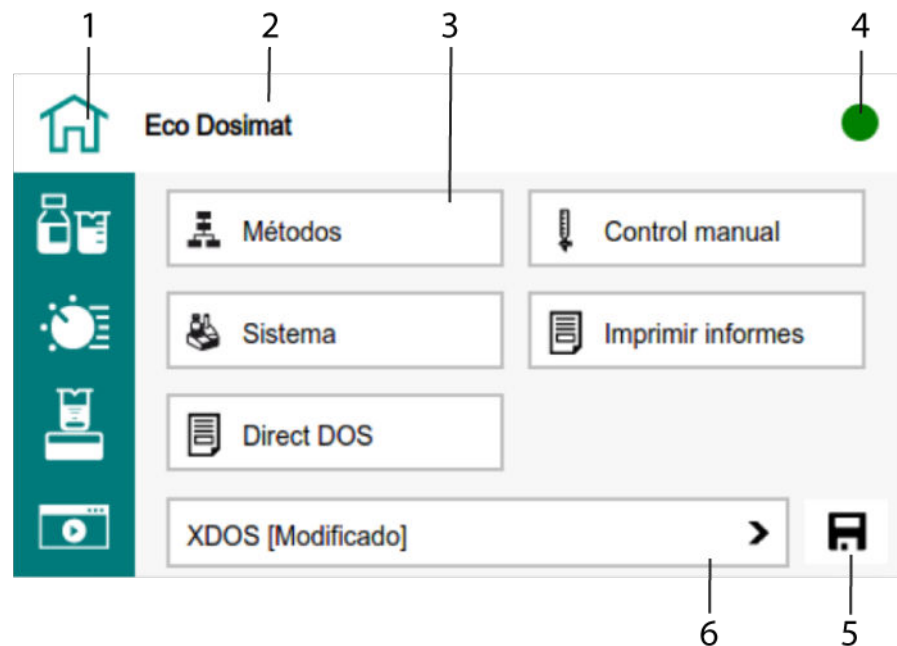 1 2 3 4
Eco Dosimat
Métodos Control manual
Sistema Imprimir informes
Direct DOS
XDOS [Modificado]
6 5